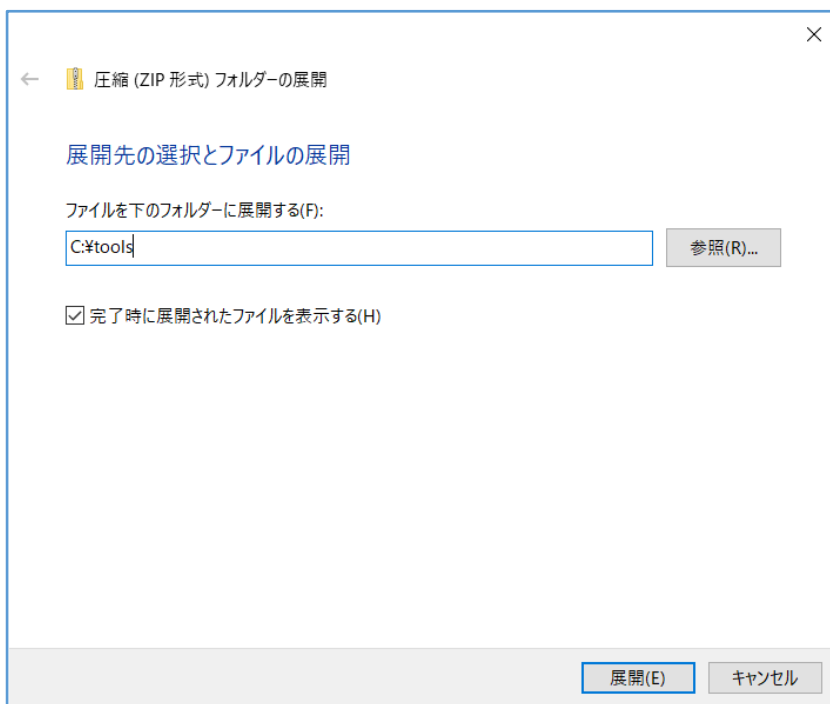 圧縮 (ZIP 形式) フォルダーの展開
展開先の選択とファイルの展開
ファイルを下のフォルダーに展開する(F):
C:¥tools
参照(R)...
完了時に展開されたファイルを表示する(H)
展開(E)
キャンセル